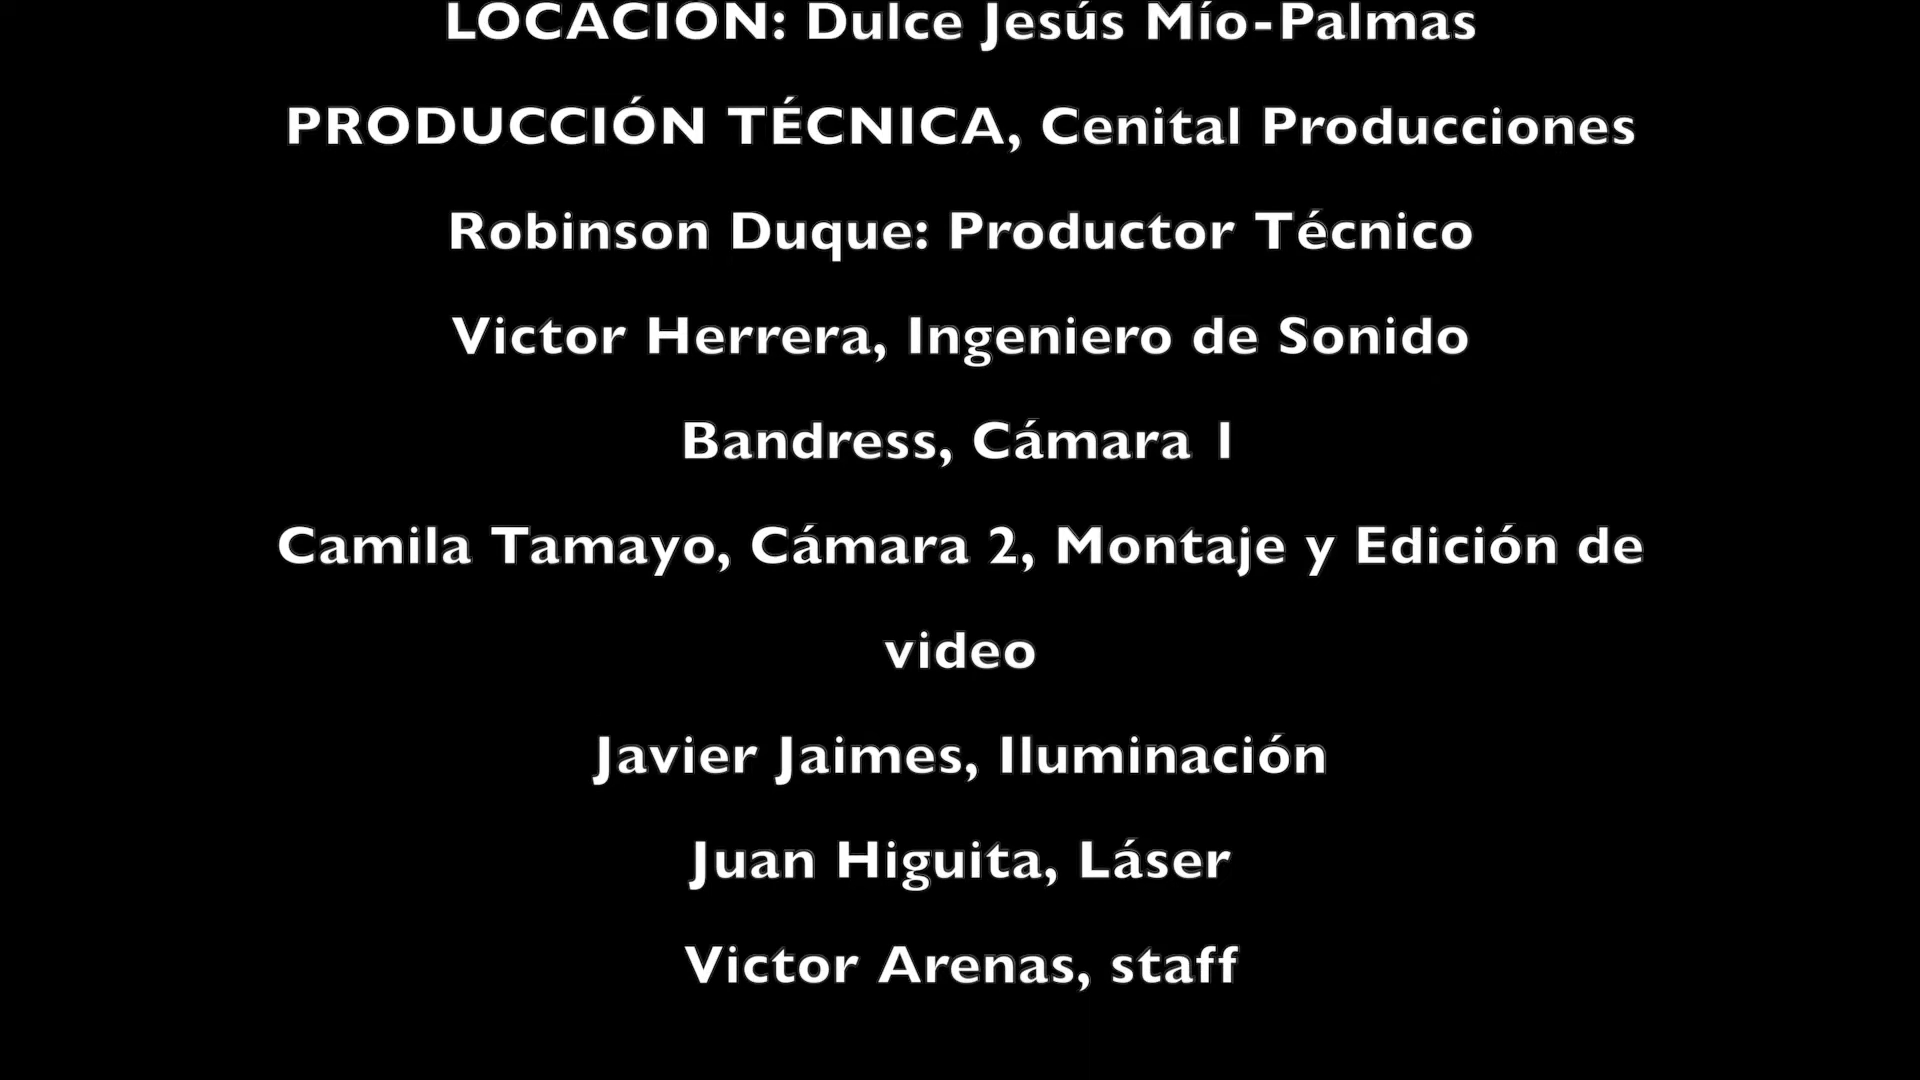 LOCACIÓN: Dulce Jesús Mío-Palmas
PRODUCCIÓN TÉCNICA, Cenital Producciones
Robinson Duque: Productor Técnico
Victor Herrera, Ingeniero de Sonido
Bandress, Cámara 1
Camila Tamayo, Cámara 2, Montaje y Edición de
video
Javier Jaimes, Iluminación
Juan Higuita, Láser
Victor Arenas, staff